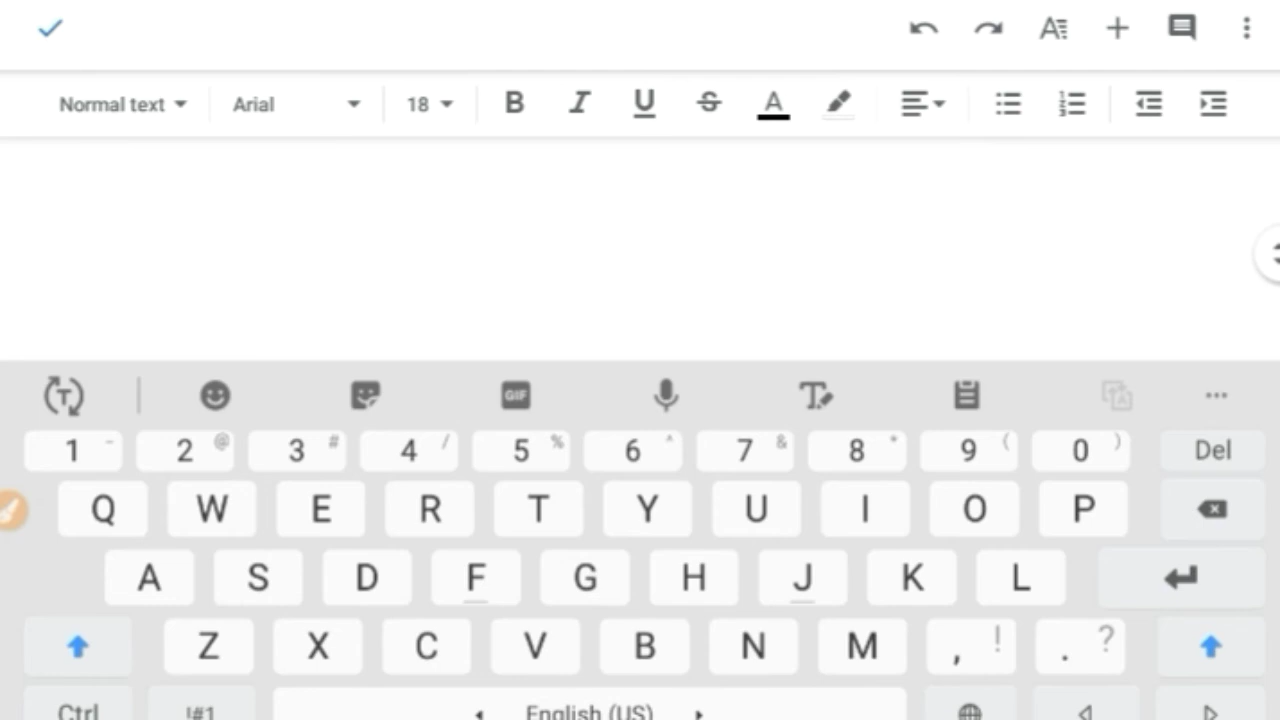 Normal text Arial 18 B I U S A
T GIF T A ...
1 - 2 @ 3 # 4 / 5 % 6 ^ 7 & 8 * 9 ( 0 ) Del
Q W E R T Y U I O P
A S D F G H J K L
Z X C V B N M , ! . ?
Ctrl !#1 English (US)